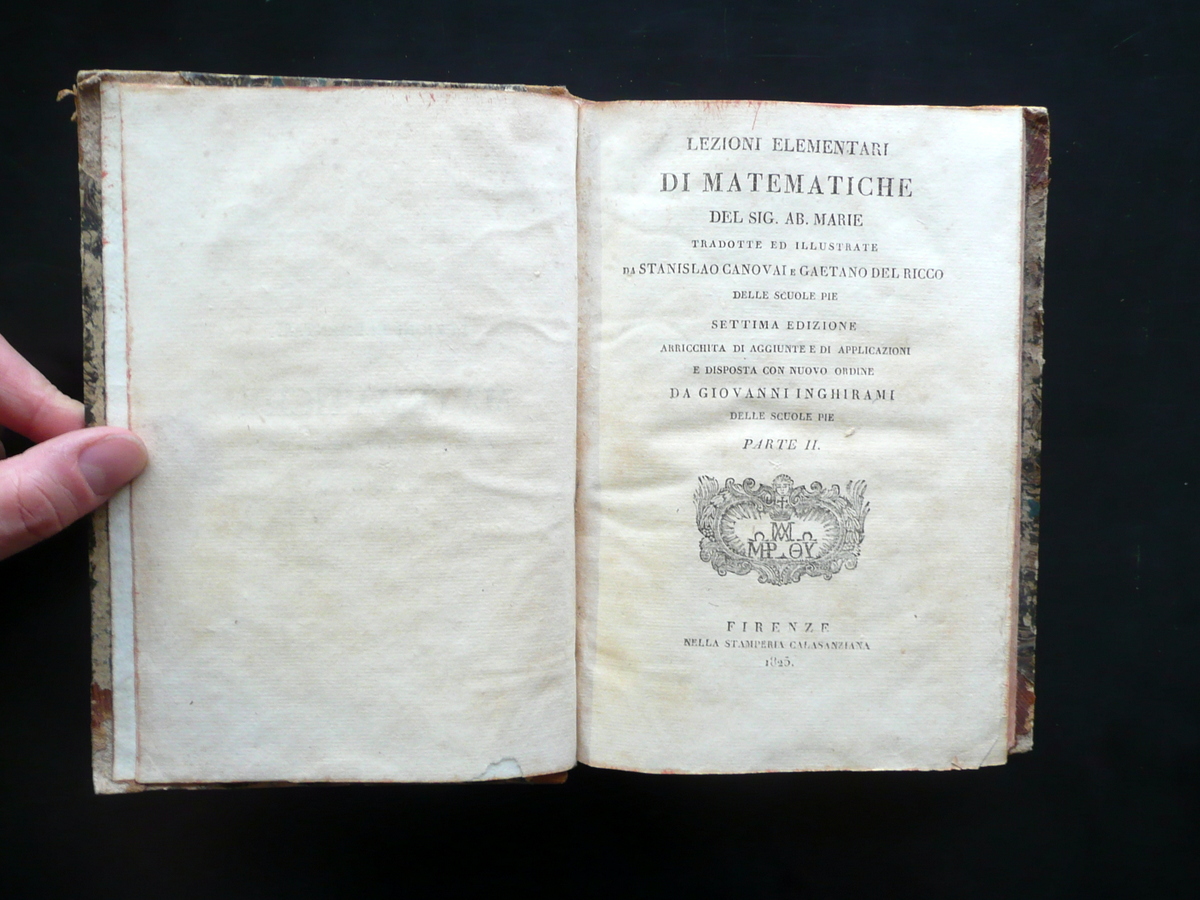 LEZIONI ELEMENTARI
DI MATEMATICHE
DEL SIG. AB. MARIE
TRADOTTE ED ILLUSTRATE
DA STANISLAO CANOVAI E GAETANO DEL RICCO
DELLE SCUOLE PIE
SETTIMA EDIZIONE
ARRICCHITA DI AGGIUNTE E DI APPLICAZIONI
E DISPOSTA CON NUOVO ORDINE
DA GIOVANNI INGHIRAMI
DELLE SCUOLE PIE
PARTE II.
MP ΘY
FIRENZE
NELLA STAMPERIA CALASANZIANA